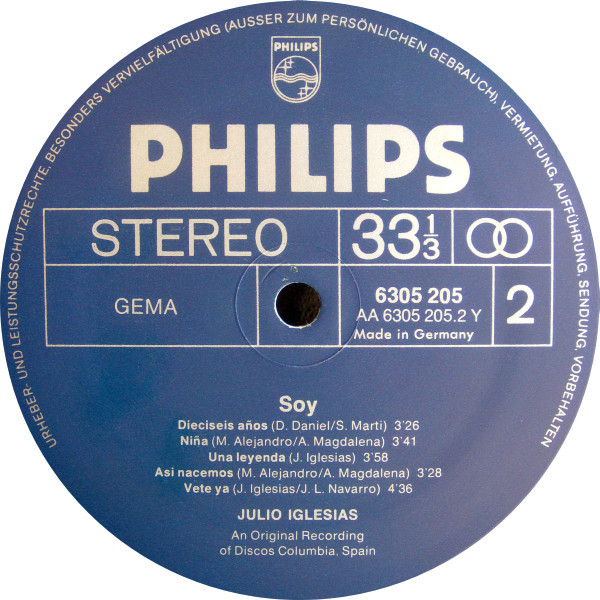 URHEBER- UND LEISTUNGSSCHUTZRECHTE, BESONDERS VERVIELFÄLTIGUNG (AUSSER ZUM PERSÖNLICHEN GEBRAUCH), VERMIETUNG, AUFFÜHRUNG, SENDUNG, VORBEHALTEN
PHILIPS
PHILIPS
STEREO 33 1/3
GEMA 6305 205 2
AA 6305 205.2 Y
Made in Germany
Soy
Dieciseis años (D. Daniel/S. Marti) 3'26
Niña (M. Alejandro/A. Magdalena) 3'41
Una leyenda (J. Iglesias) 3'58
Asi nacemos (M. Alejandro/A. Magdalena) 3'28
Vete ya (J. Iglesias/J. L. Navarro) 4'36
JULIO IGLESIAS
An Original Recording
of Discos Columbia, Spain